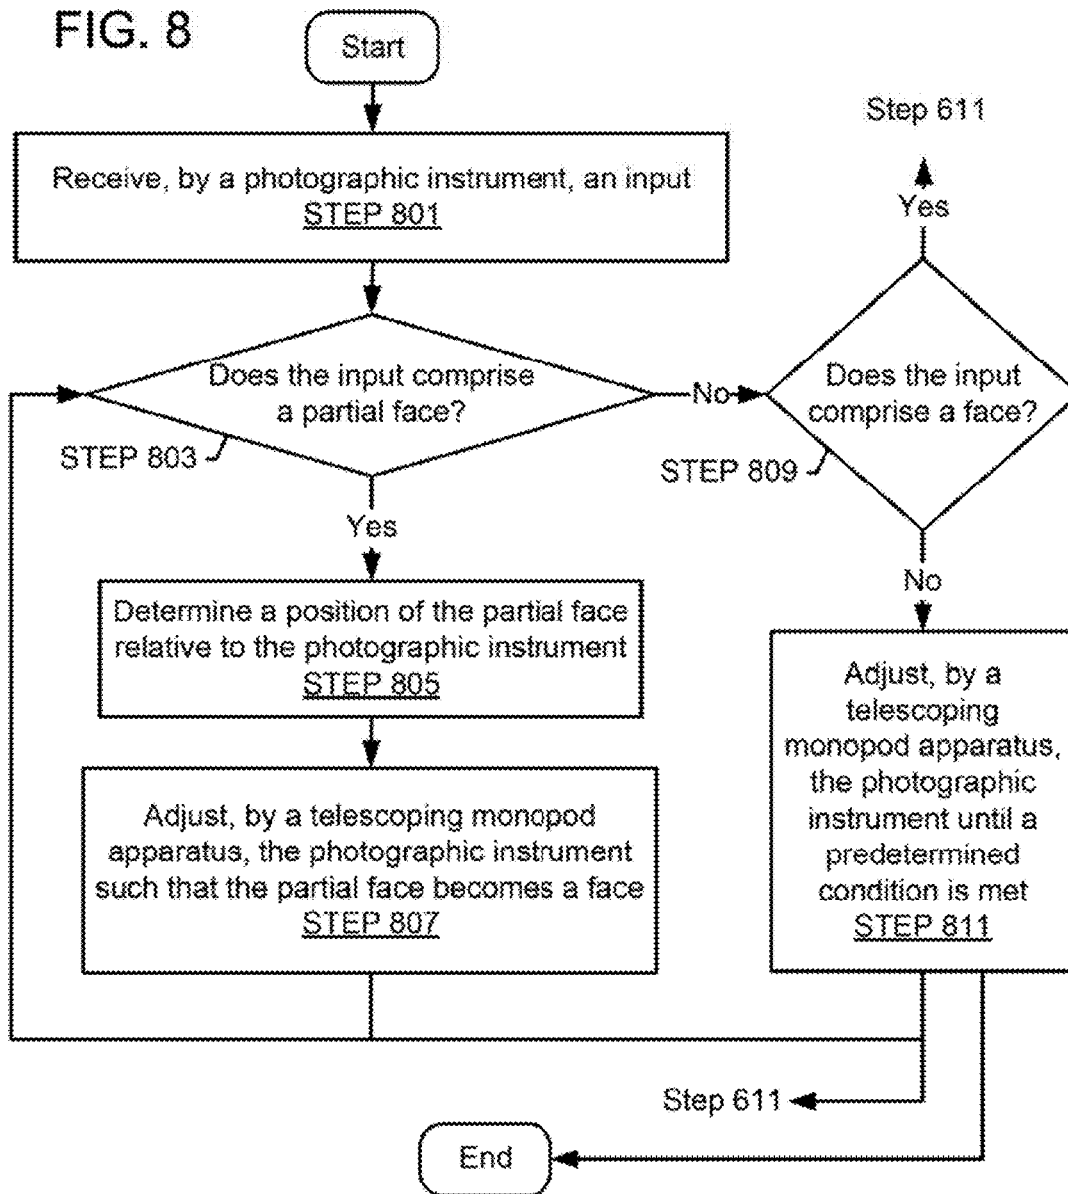 FIG. 8
Start
Receive, by a photographic instrument, an input
STEP 801
Does the input comprise
a partial face?
STEP 803
No
Yes
Determine a position of the partial face
relative to the photographic instrument
STEP 805
Adjust, by a telescoping monopod
apparatus, the photographic instrument
such that the partial face becomes a face
STEP 807
Step 611
Yes
Does the input
comprise a face?
STEP 809
No
Adjust, by a
telescoping
monopod apparatus,
the photographic
instrument until a
predetermined
condition is met
STEP 811
Step 611
End